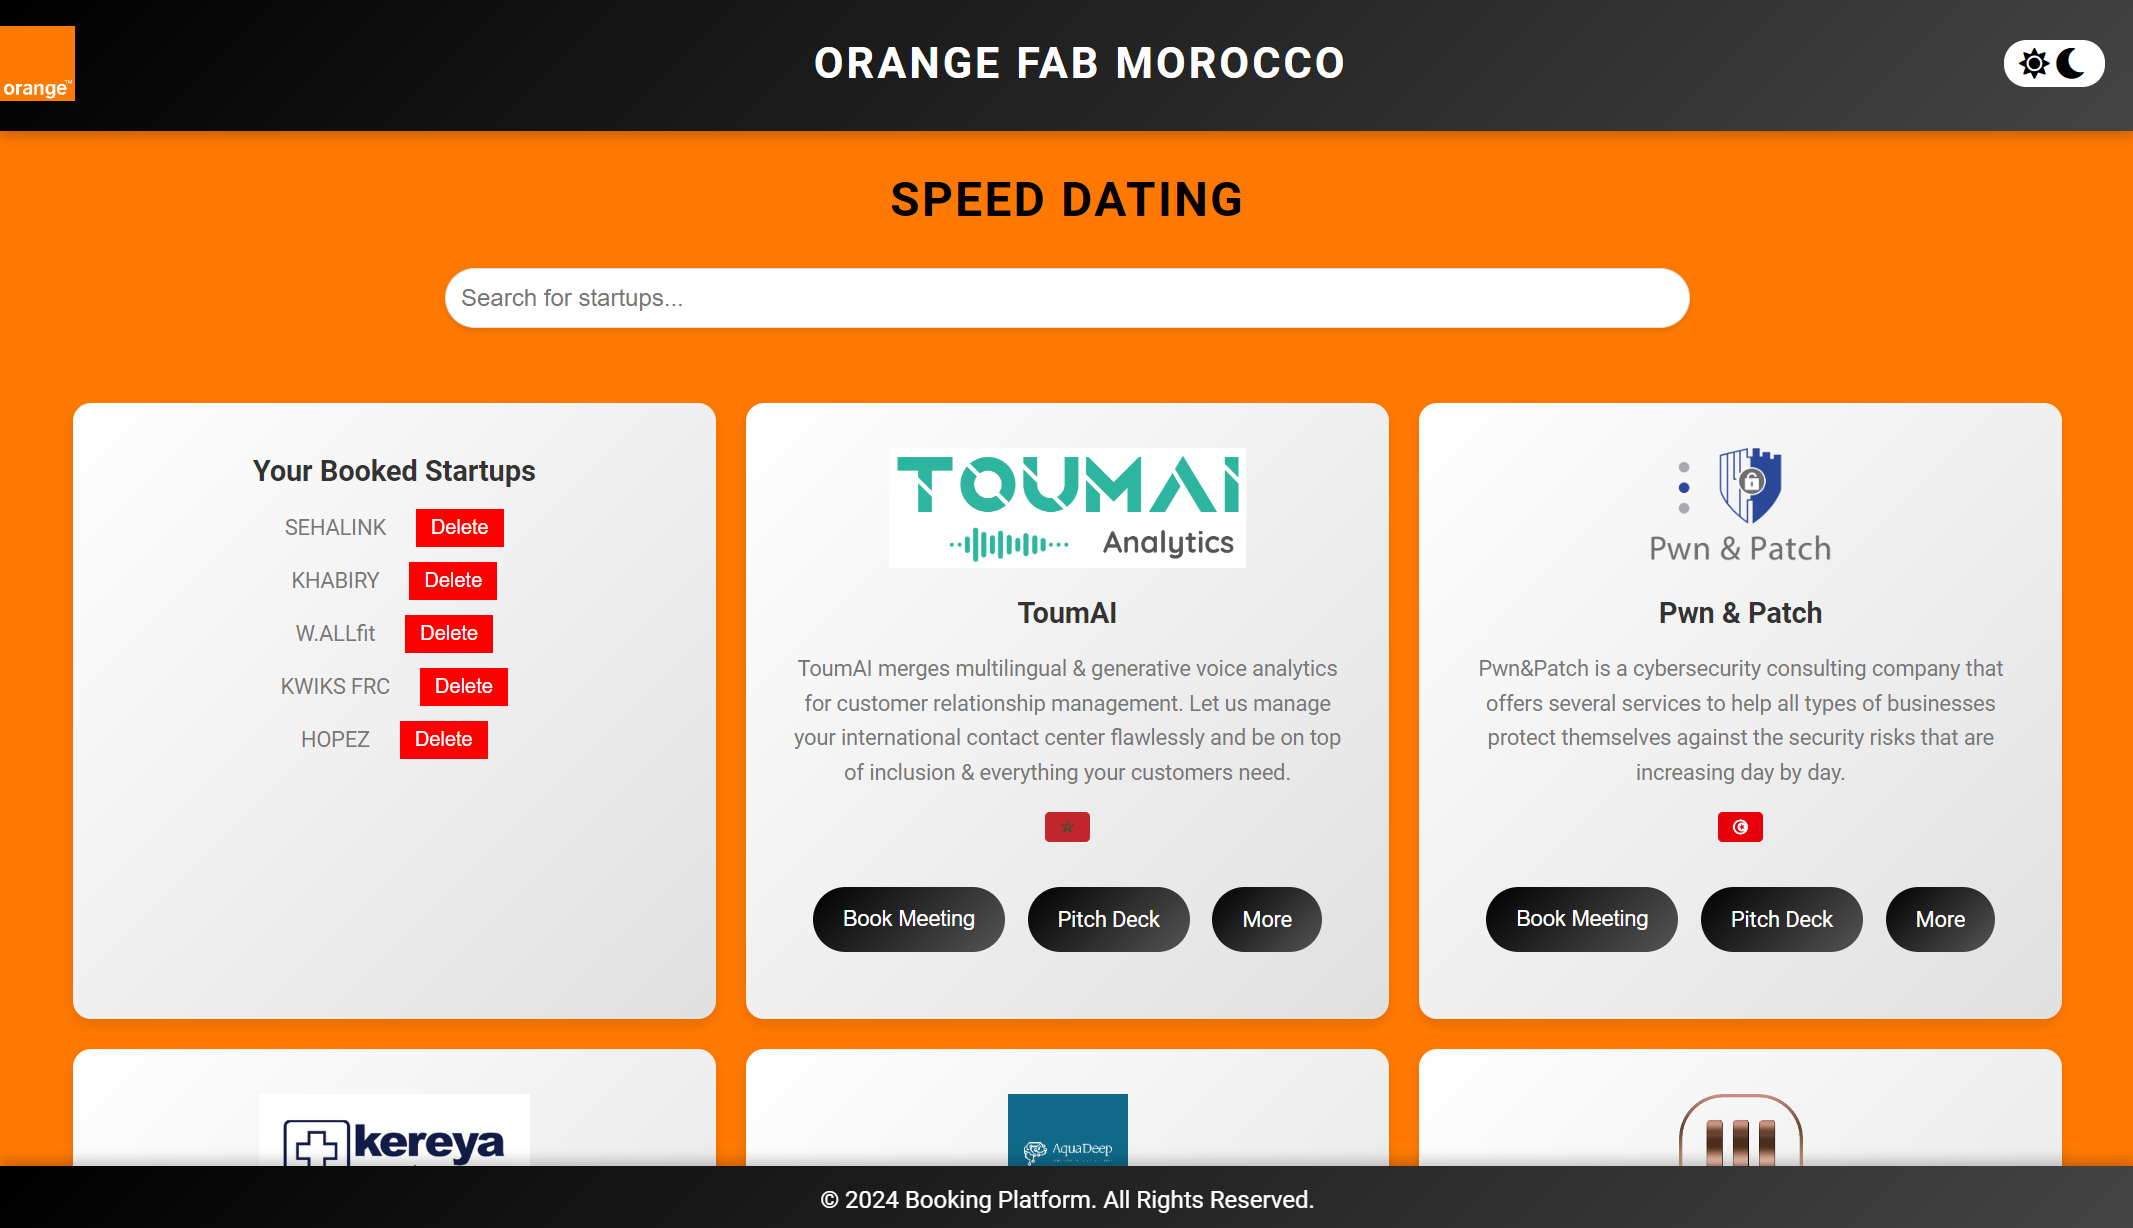 orange™
ORANGE FAB MOROCCO
SPEED DATING
Search for startups...
Your Booked Startups
SEHALINK Delete
KHABIRY Delete
W.ALLfit Delete
KWIKS FRC Delete
HOPEZ Delete
TOUMAI
Analytics
ToumAI
ToumAI merges multilingual & generative voice analytics
for customer relationship management. Let us manage
your international contact center flawlessly and be on top
of inclusion & everything your customers need.
Book Meeting Pitch Deck More
Pwn & Patch
Pwn & Patch
Pwn&Patch is a cybersecurity consulting company that
offers several services to help all types of businesses
protect themselves against the security risks that are
increasing day by day.
Book Meeting Pitch Deck More
kereya
AquaDeep
© 2024 Booking Platform. All Rights Reserved.